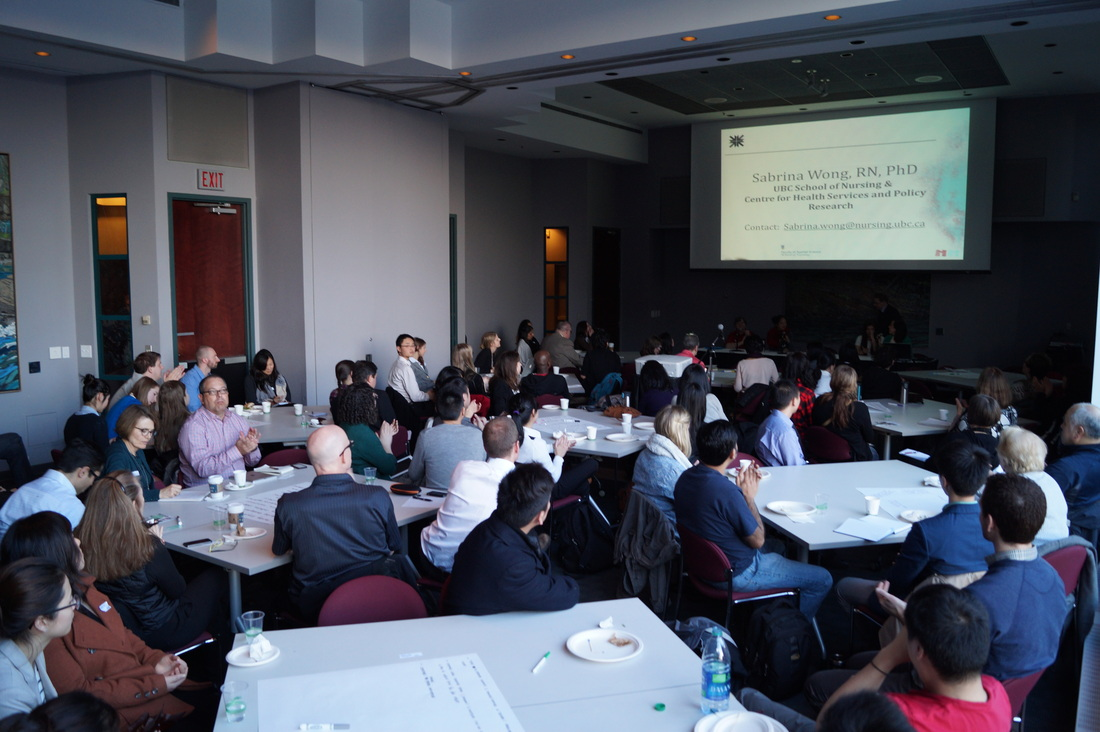 EXIT
Sabrina Wong, RN, PhD
UBC School of Nursing &
Centre for Health Services and Policy
Research
Contact: Sabrina.wong@nursing.ubc.ca